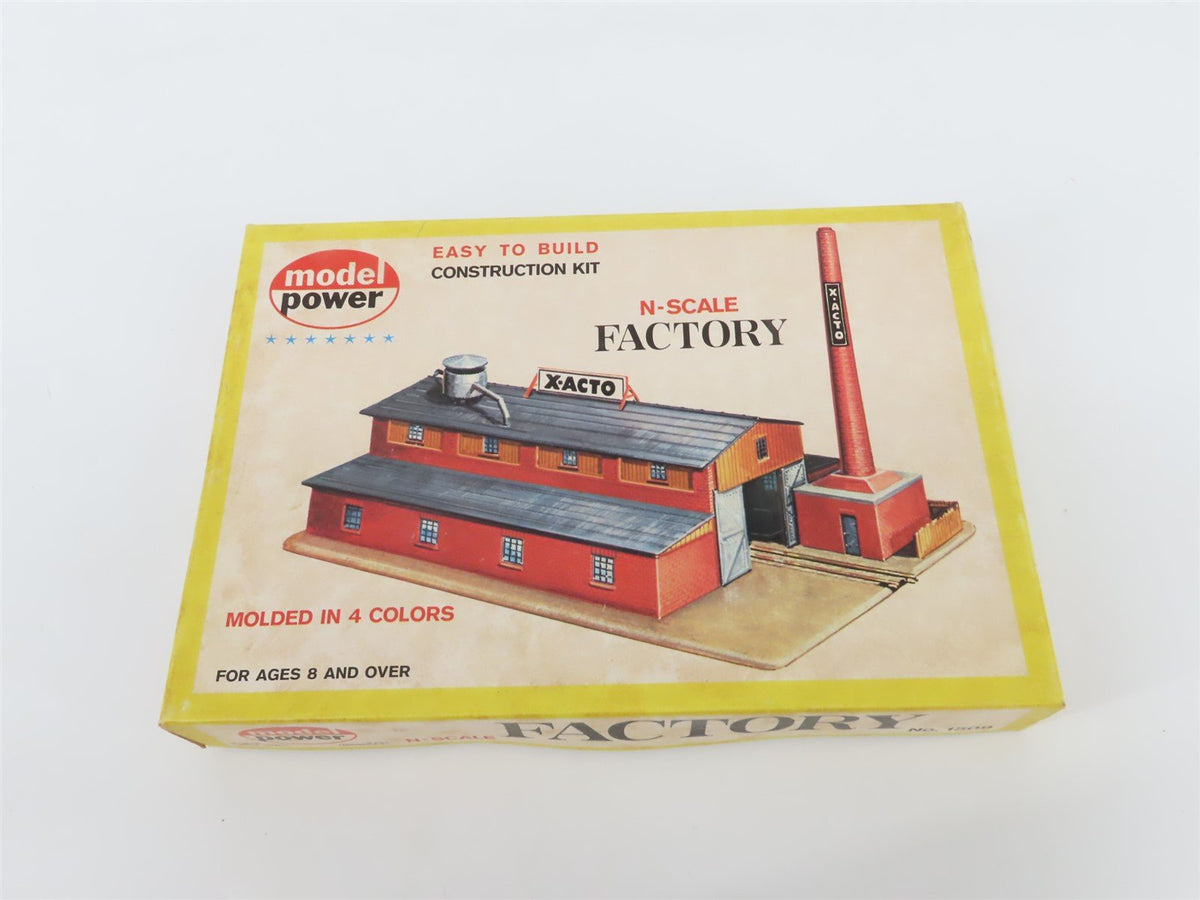 model
power
EASY TO BUILD
CONSTRUCTION KIT
N-SCALE
FACTORY
X-ACTO
X-ACTO
MOLDED IN 4 COLORS
FOR AGES 8 AND OVER
model
power
N-SCALE
FACTORY
No. 1509